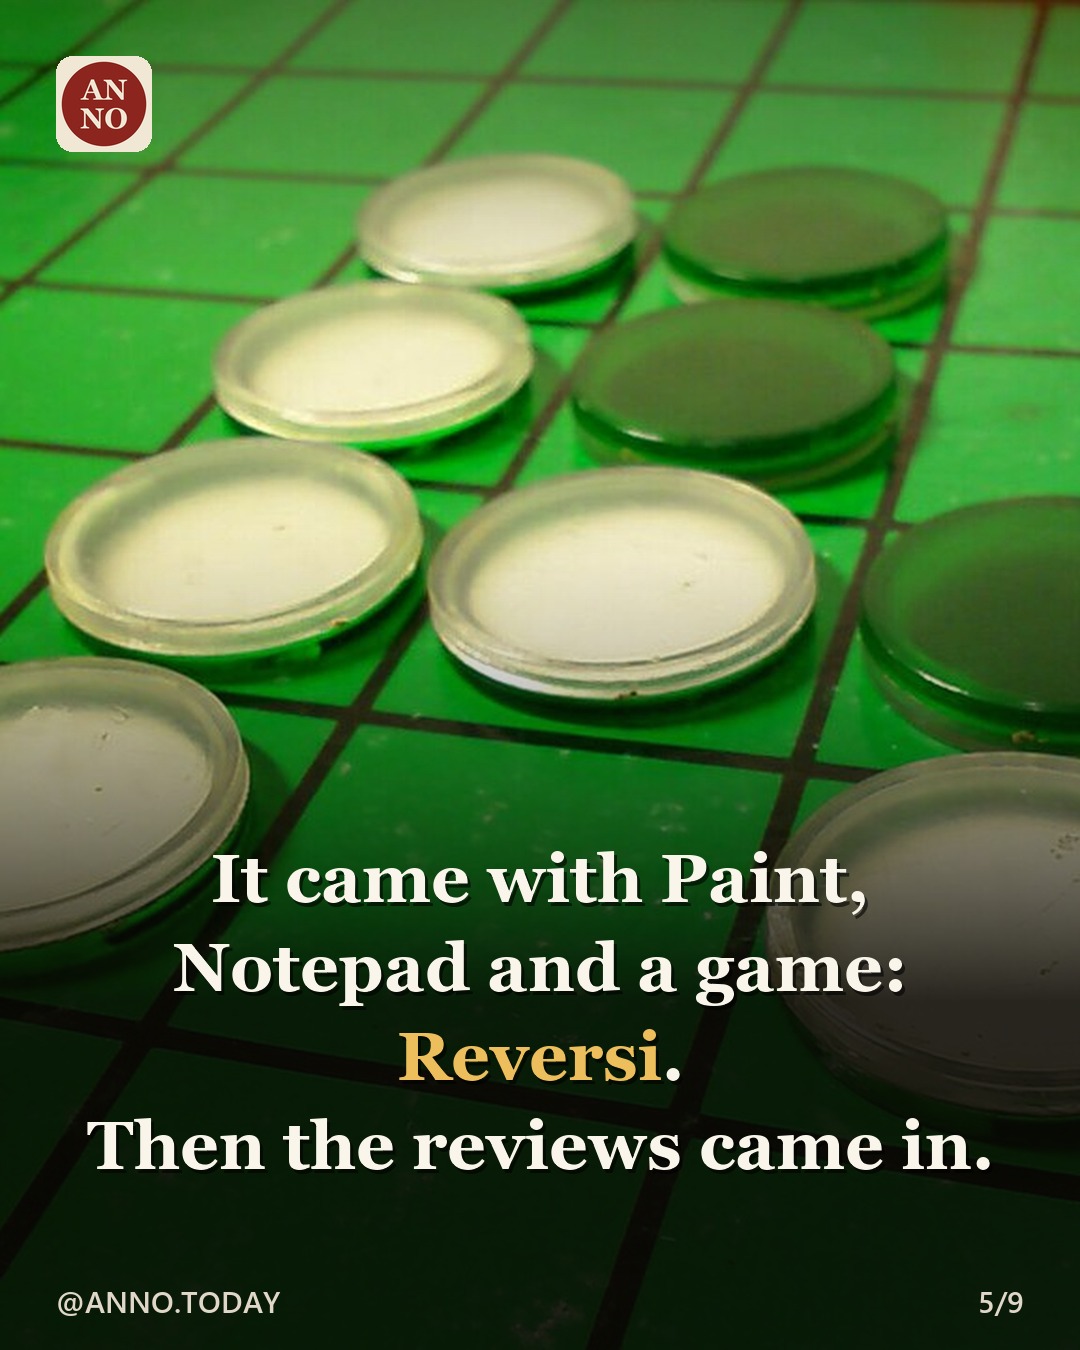 AN
NO
It came with Paint,
Notepad and a game:
Reversi.
Then the reviews came in.
@ANNO.TODAY
5/9